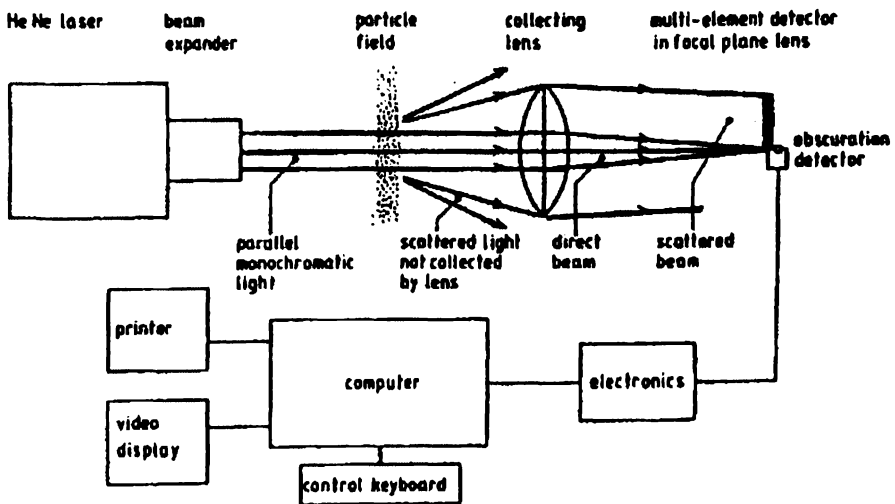 He Ne laser
beam
expander
particle
field
collecting
lens
multi-element detector
in focal plane lens
obscuration
detector
parallel
monochromatic
light
scattered light
not collected
by lens
direct
beam
scattered
beam
printer
computer
electronics
video
display
control keyboard